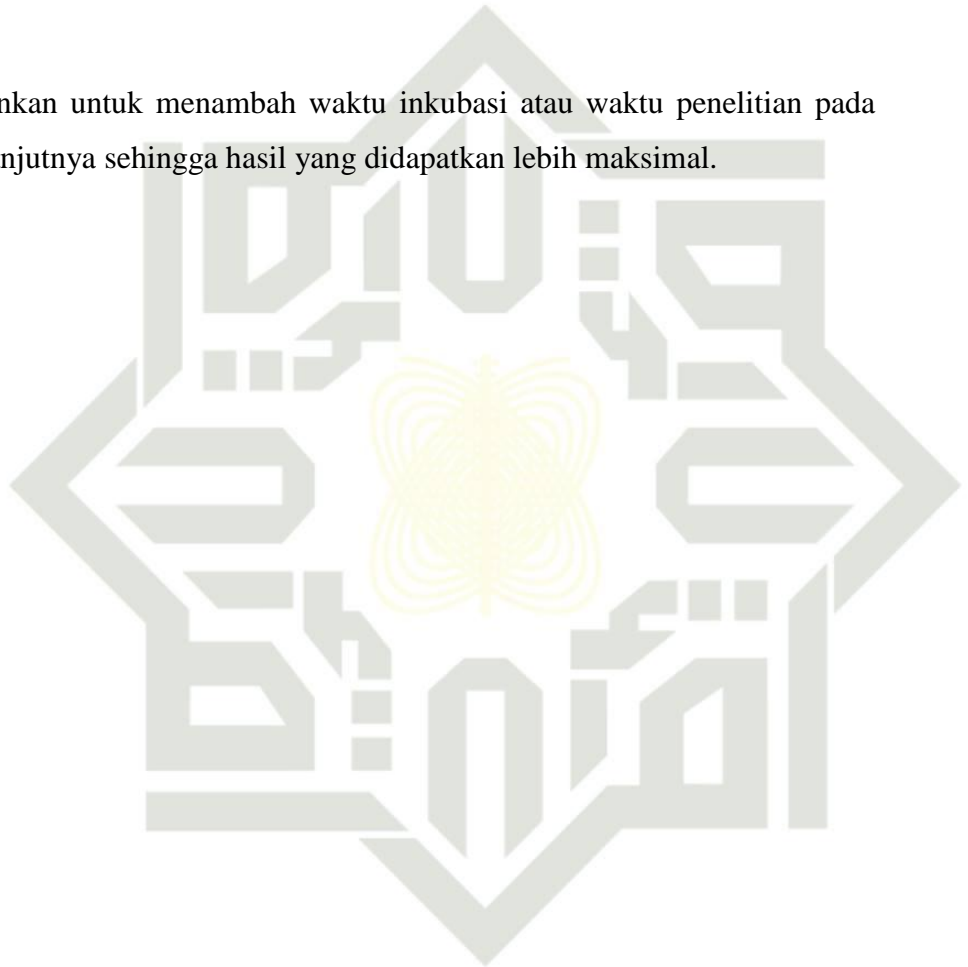 nkan untuk menambah waktu inkubasi atau waktu penelitian pada
njutnya sehingga hasil yang didapatkan lebih maksimal.